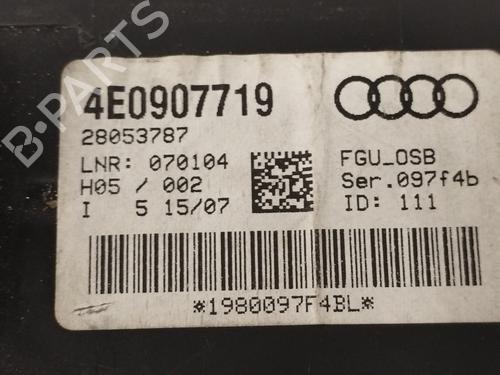 B-PARTS
4E0907719
28053787
LNR: 070104
H05 / 002
I 5 15/07
FGU_OSB
Ser.097f4b
ID: 111
*1980097F4BL*